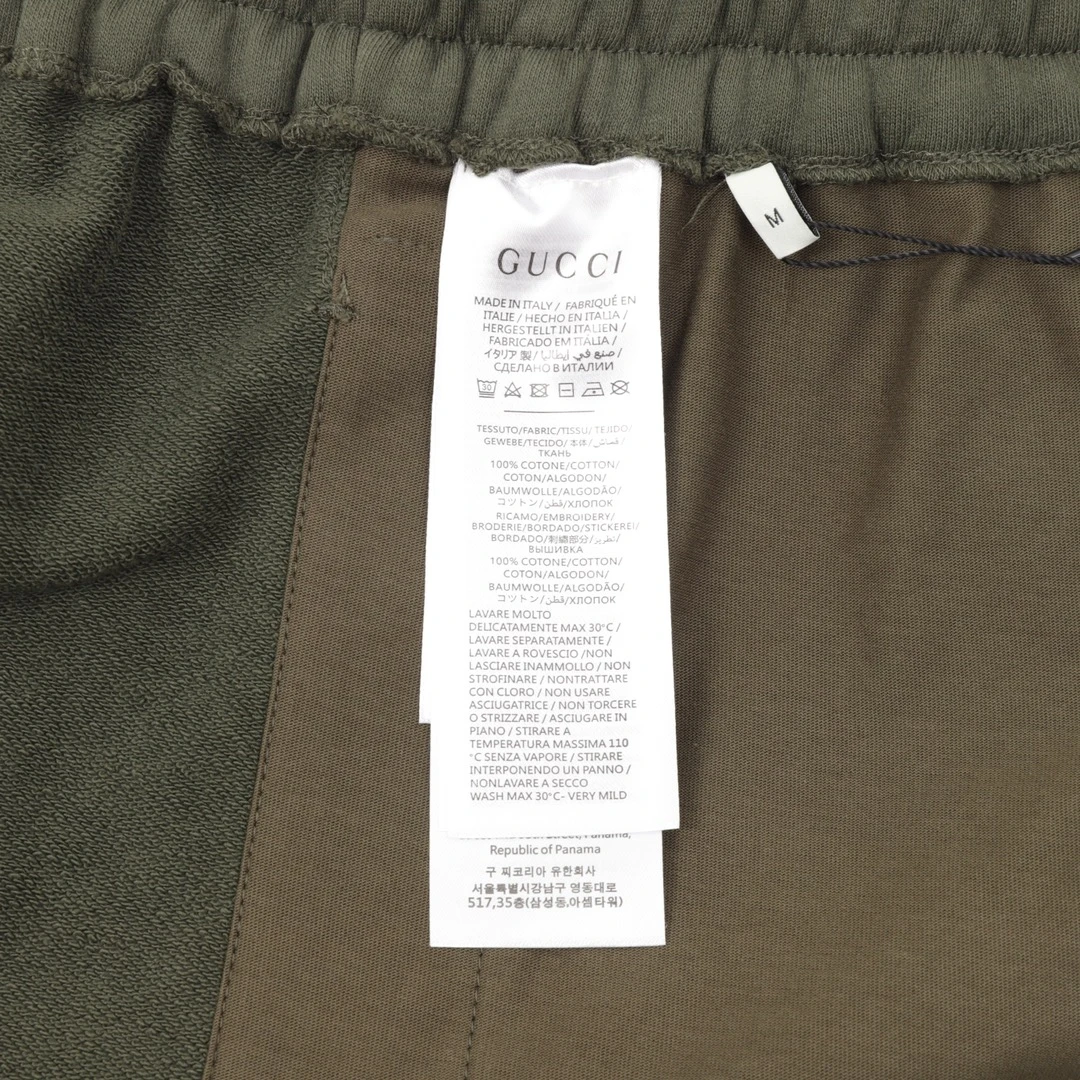 M
GUCCI
MADE IN ITALY / FABRIQUÉ EN
ITALIE / HECHO EN ITALIA /
HERGESTELLT IN ITALIEN /
FABRICADO EM ITALIA /
イタリア 製 / صنع في إيطاليا /
СДЕЛАНО В ИТАЛИИ
30
TESSUTO/FABRIC/TISSU/ TEJIDO/
GEWEBE/TECIDO/ 本体/ قماش/
ТКАНЬ
100% COTONE/COTTON/
COTON/ALGODON/
BAUMWOLLE/ALGODÃO/
コットン/قطن/ХЛОПОК
RICAMO/EMBROIDERY/
BRODERIE/BORDADO/STICKEREI/
BORDADO/刺繡部分/تطريز/
ВЫШИВКА
100% COTONE/COTTON/
COTON/ALGODON/
BAUMWOLLE/ALGODÃO/
コットン/قطن/ХЛОПОК
LAVARE MOLTO
DELICATAMENTE MAX 30°C /
LAVARE SEPARATAMENTE /
LAVARE A ROVESCIO /NON
LASCIARE INAMMOLLO / NON
STROFINARE / NONTRATTARE
CON CLORO / NON USARE
ASCIUGATRICE / NON TORCERE
O STRIZZARE / ASCIUGARE IN
PIANO / STIRARE A
TEMPERATURA MASSIMA 110
°C SENZA VAPORE / STIRARE
INTERPONENDO UN PANNO /
NONLAVARE A SECCO
WASH MAX 30°C- VERY MILD
Street, Panama,
Republic of Panama
구 찌코리아 유한회사
서울특별시강남구 영동대로
517,35층(삼성동,아셈타워)